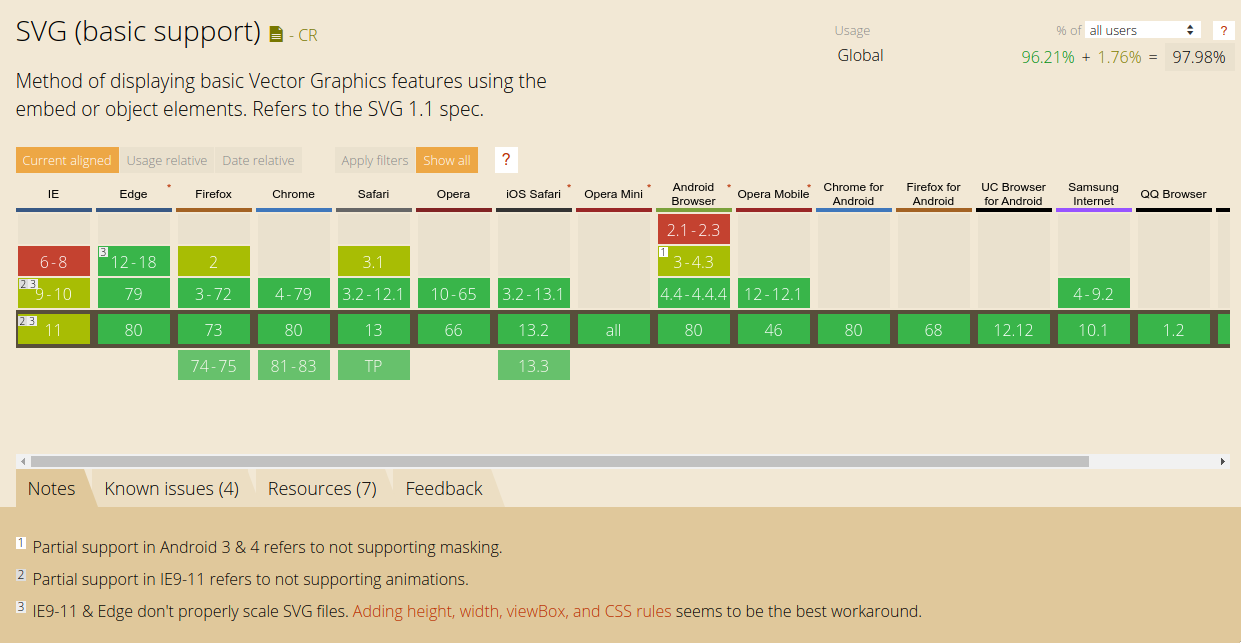 SVG (basic support) - CR
Usage % of all users ?
Global 96.21% + 1.76% = 97.98%
Method of displaying basic Vector Graphics features using the
embed or object elements. Refers to the SVG 1.1 spec.
Current aligned Usage relative Date relative Apply filters Show all ?
IE Edge * Firefox Chrome Safari Opera iOS Safari * Opera Mini * Android Browser * Opera Mobile * Chrome for Android Firefox for Android UC Browser for Android Samsung Internet QQ Browser
2.1-2.3
6-8 3 12-18 2 3.1 1 3-4.3
2 3 9-10 79 3-72 4-79 3.2-12.1 10-65 3.2-13.1 4.4-4.4.4 12-12.1 4-9.2
2 3 11 80 73 80 13 66 13.2 all 80 46 80 68 12.12 10.1 1.2
74-75 81-83 TP 13.3
Notes Known issues (4) Resources (7) Feedback
1 Partial support in Android 3 & 4 refers to not supporting masking.
2 Partial support in IE9-11 refers to not supporting animations.
3 IE9-11 & Edge don't properly scale SVG files. Adding height, width, viewBox, and CSS rules seems to be the best workaround.